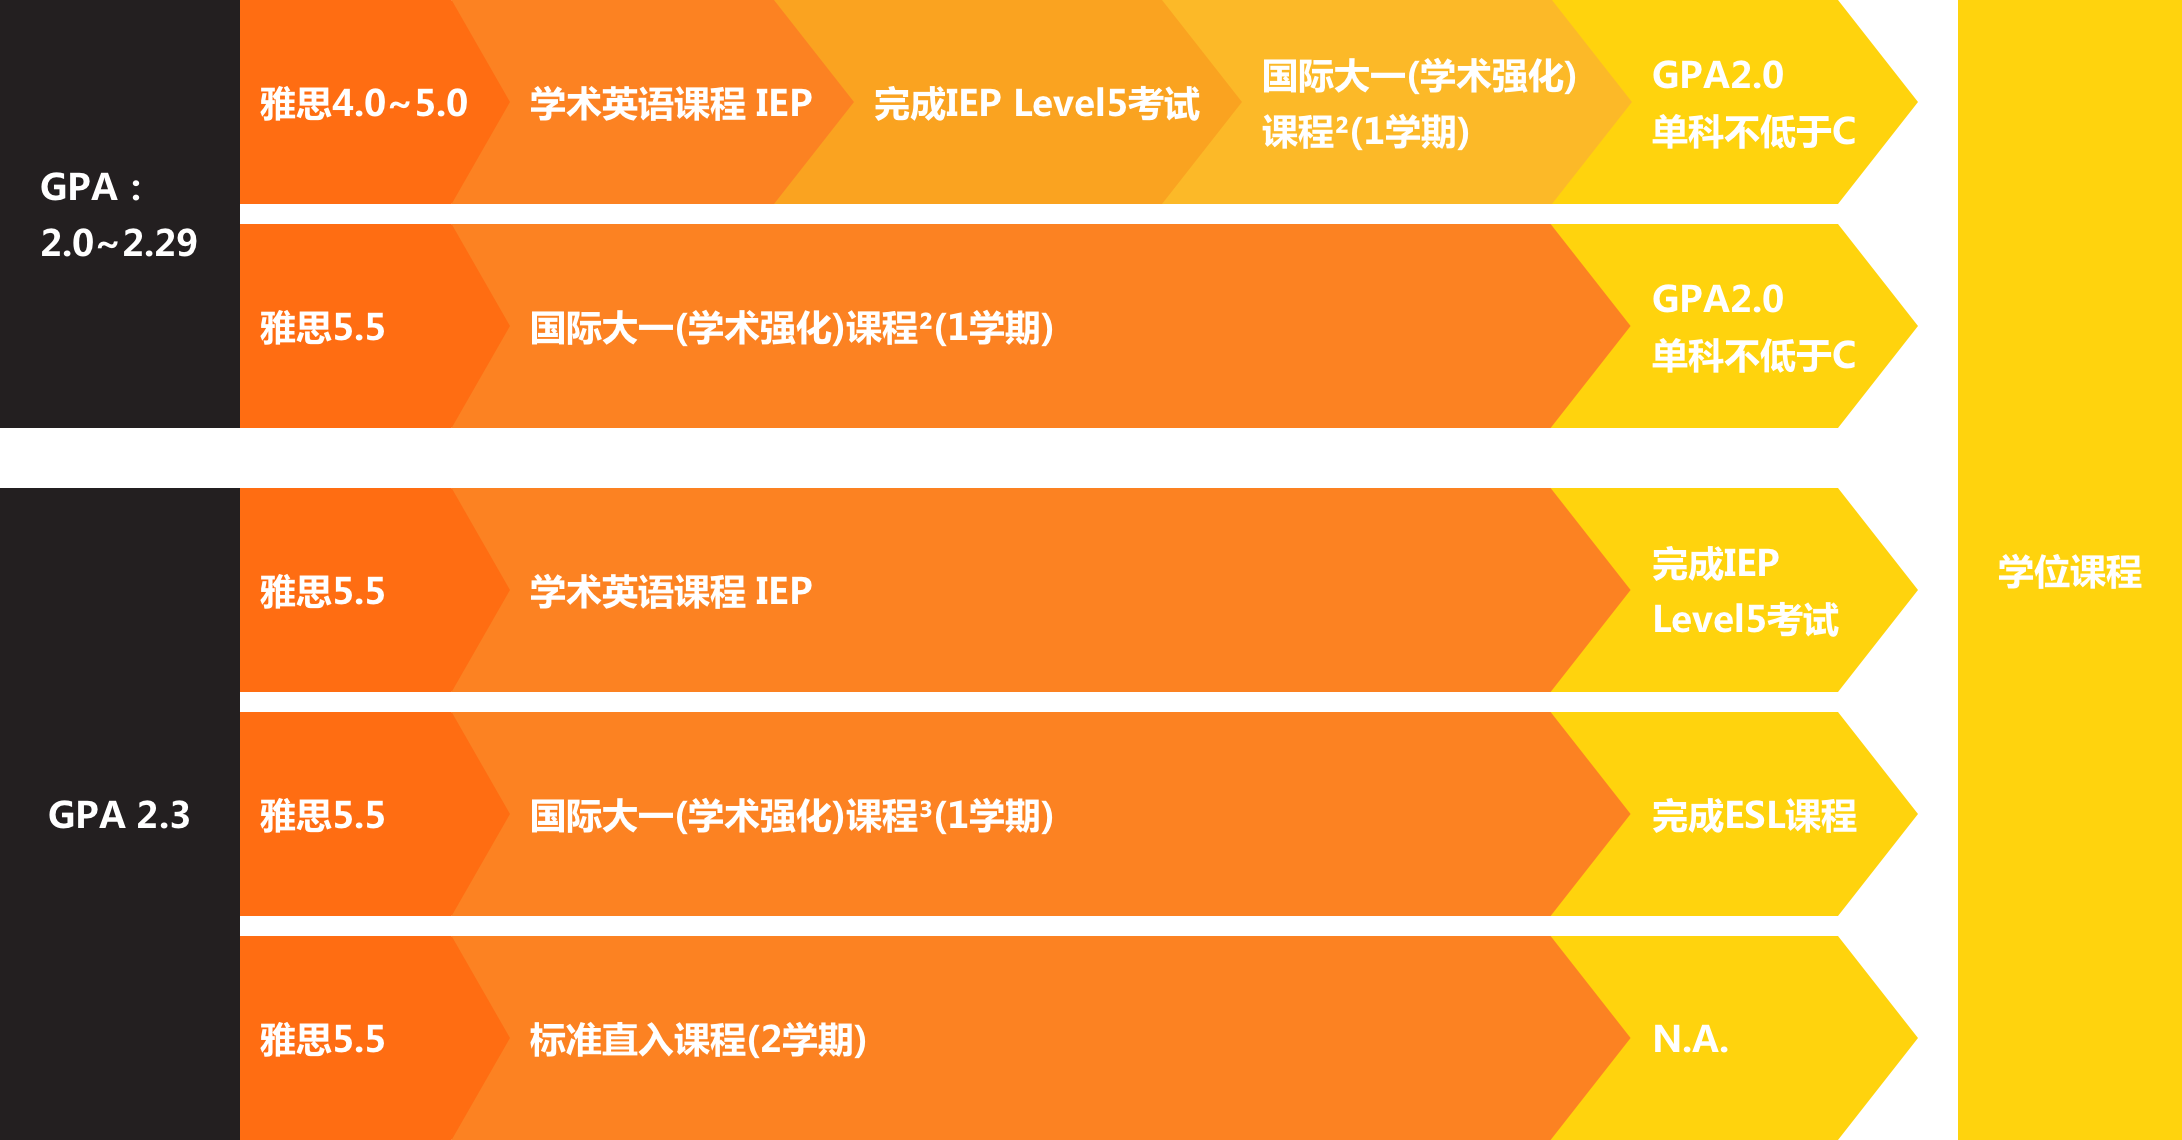 GPA：
2.0~2.29
雅思4.0~5.0
学术英语课程 IEP
完成IEP Level5考试
国际大一(学术强化)
课程²(1学期)
GPA2.0
单科不低于C
雅思5.5
国际大一(学术强化)课程²(1学期)
GPA2.0
单科不低于C
GPA 2.3
雅思5.5
学术英语课程 IEP
完成IEP
Level5考试
雅思5.5
国际大一(学术强化)课程³(1学期)
完成ESL课程
雅思5.5
标准直入课程(2学期)
N.A.
学位课程